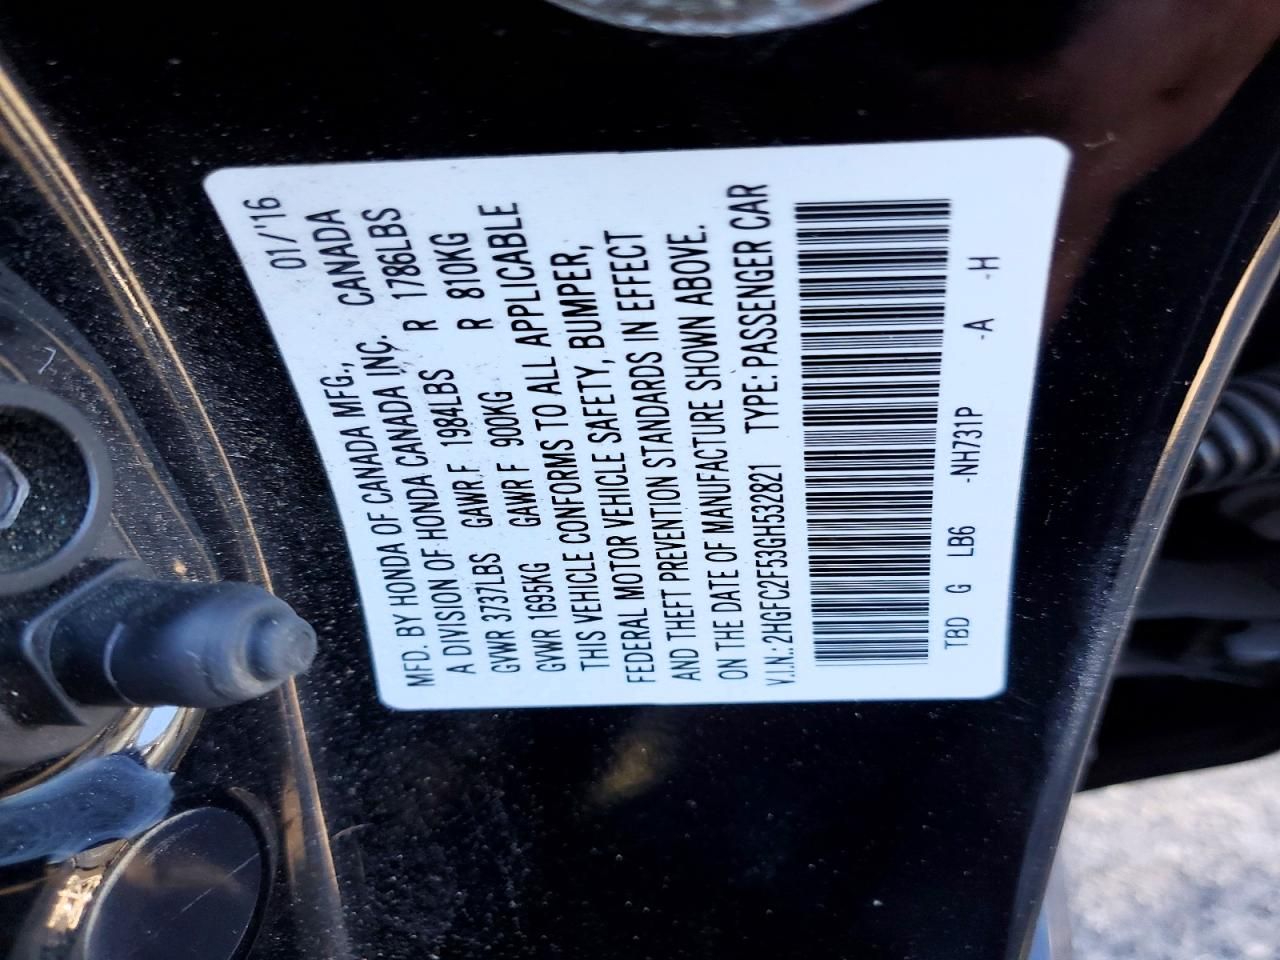 01/'16
MFD. BY HONDA OF CANADA MFG., CANADA
A DIVISION OF HONDA CANADA INC.
GVWR 3737LBS GAWR F 1984LBS R 1786LBS
GVWR 1695KG GAWR F 900KG R 810KG
THIS VEHICLE CONFORMS TO ALL APPLICABLE
FEDERAL MOTOR VEHICLE SAFETY, BUMPER,
AND THEFT PREVENTION STANDARDS IN EFFECT
ON THE DATE OF MANUFACTURE SHOWN ABOVE.
V.I.N.: 2HGFC2F53GH532821 TYPE: PASSENGER CAR
TBD G LB6 -NH731P -A -H